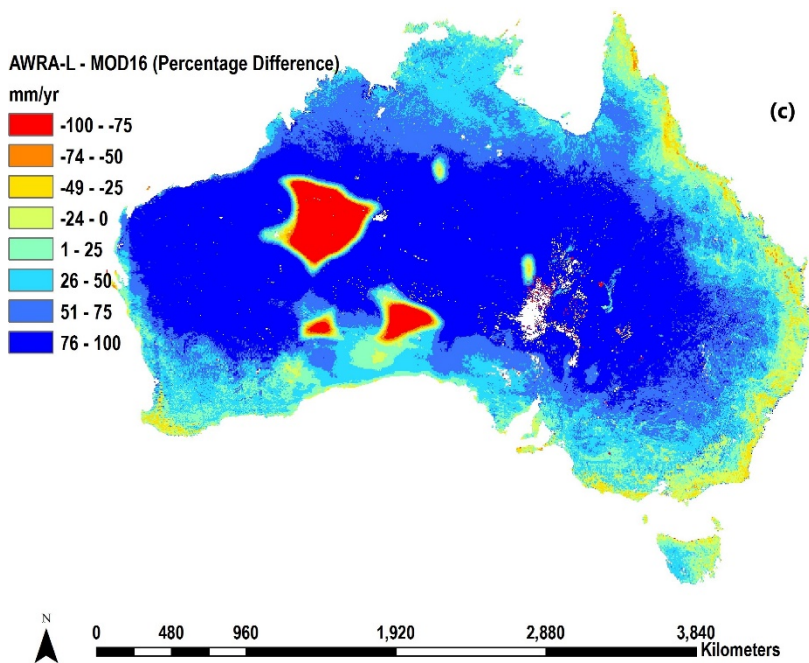 AWRA-L - MOD16 (Percentage Difference)
mm/yr
(c)
-100 - -75
-74 - -50
-49 - -25
-24 - 0
1 - 25
26 - 50
51 - 75
76 - 100
N
0 480 960 1,920 2,880 3,840
Kilometers